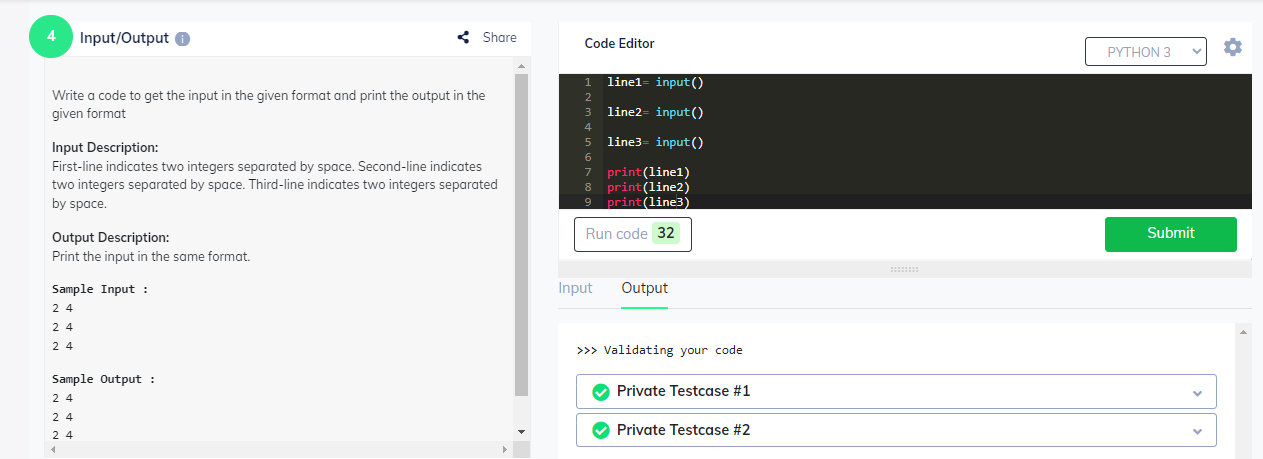 4
Input/Output
Share
Write a code to get the input in the given format and print the output in the
given format
Input Description:
First-line indicates two integers separated by space. Second-line indicates
two integers separated by space. Third-line indicates two integers separated
by space.
Output Description:
Print the input in the same format.
Sample Input :
2 4
2 4
2 4
Sample Output :
2 4
2 4
2 4
Code Editor
PYTHON 3
1 line1= input()
2
3 line2= input()
4
5 line3= input()
6
7 print(line1)
8 print(line2)
9 print(line3)
Run code 32
Submit
Input Output
>>> Validating your code
Private Testcase #1
Private Testcase #2